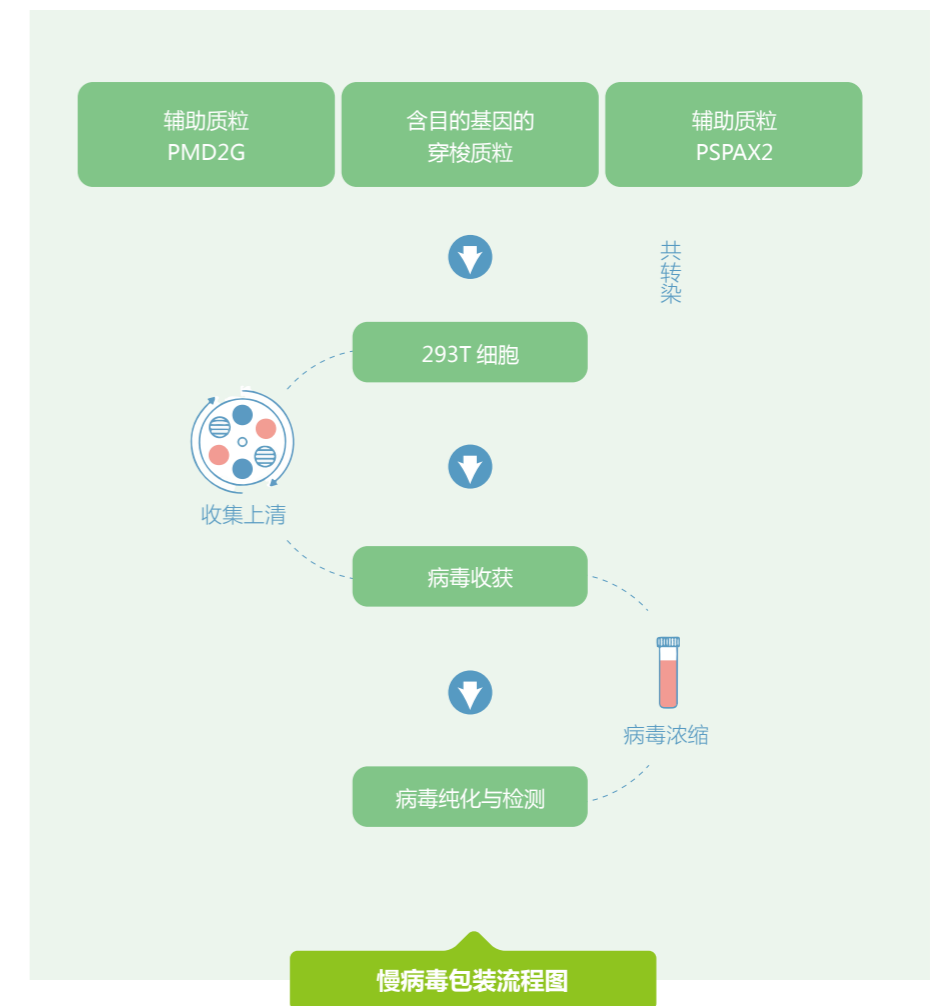 辅助质粒
PMD2G
含目的基因的
穿梭质粒
辅助质粒
PSPAX2
共转染
293T 细胞
收集上清
病毒收获
病毒浓缩
病毒纯化与检测
慢病毒包装流程图